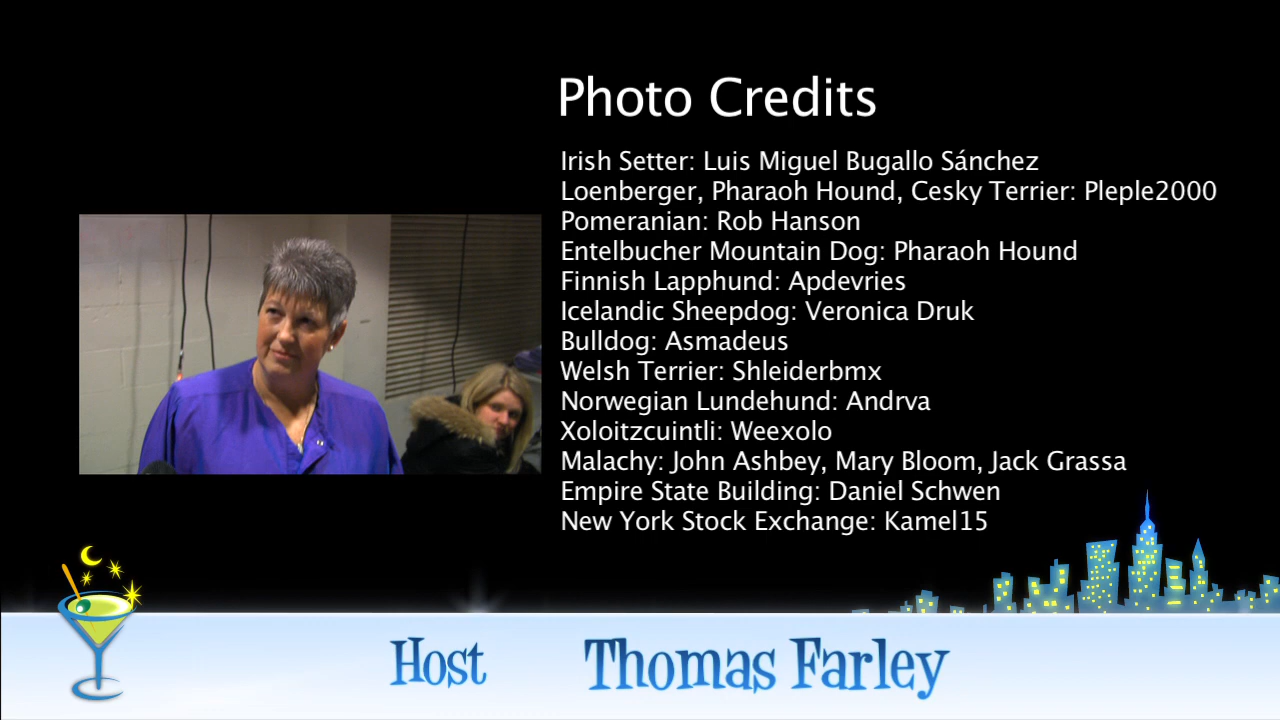 Photo Credits
Irish Setter: Luis Miguel Bugallo Sánchez
Loenberger, Pharaoh Hound, Cesky Terrier: Pleple2000
Pomeranian: Rob Hanson
Entelbucher Mountain Dog: Pharaoh Hound
Finnish Lapphund: Apdevries
Icelandic Sheepdog: Veronica Druk
Bulldog: Asmadeus
Welsh Terrier: Shleiderbmx
Norwegian Lundehund: Andrva
Xoloitzcuintli: Weexolo
Malachy: John Ashbey, Mary Bloom, Jack Grassa
Empire State Building: Daniel Schwen
New York Stock Exchange: Kamel15
Host Thomas Farley